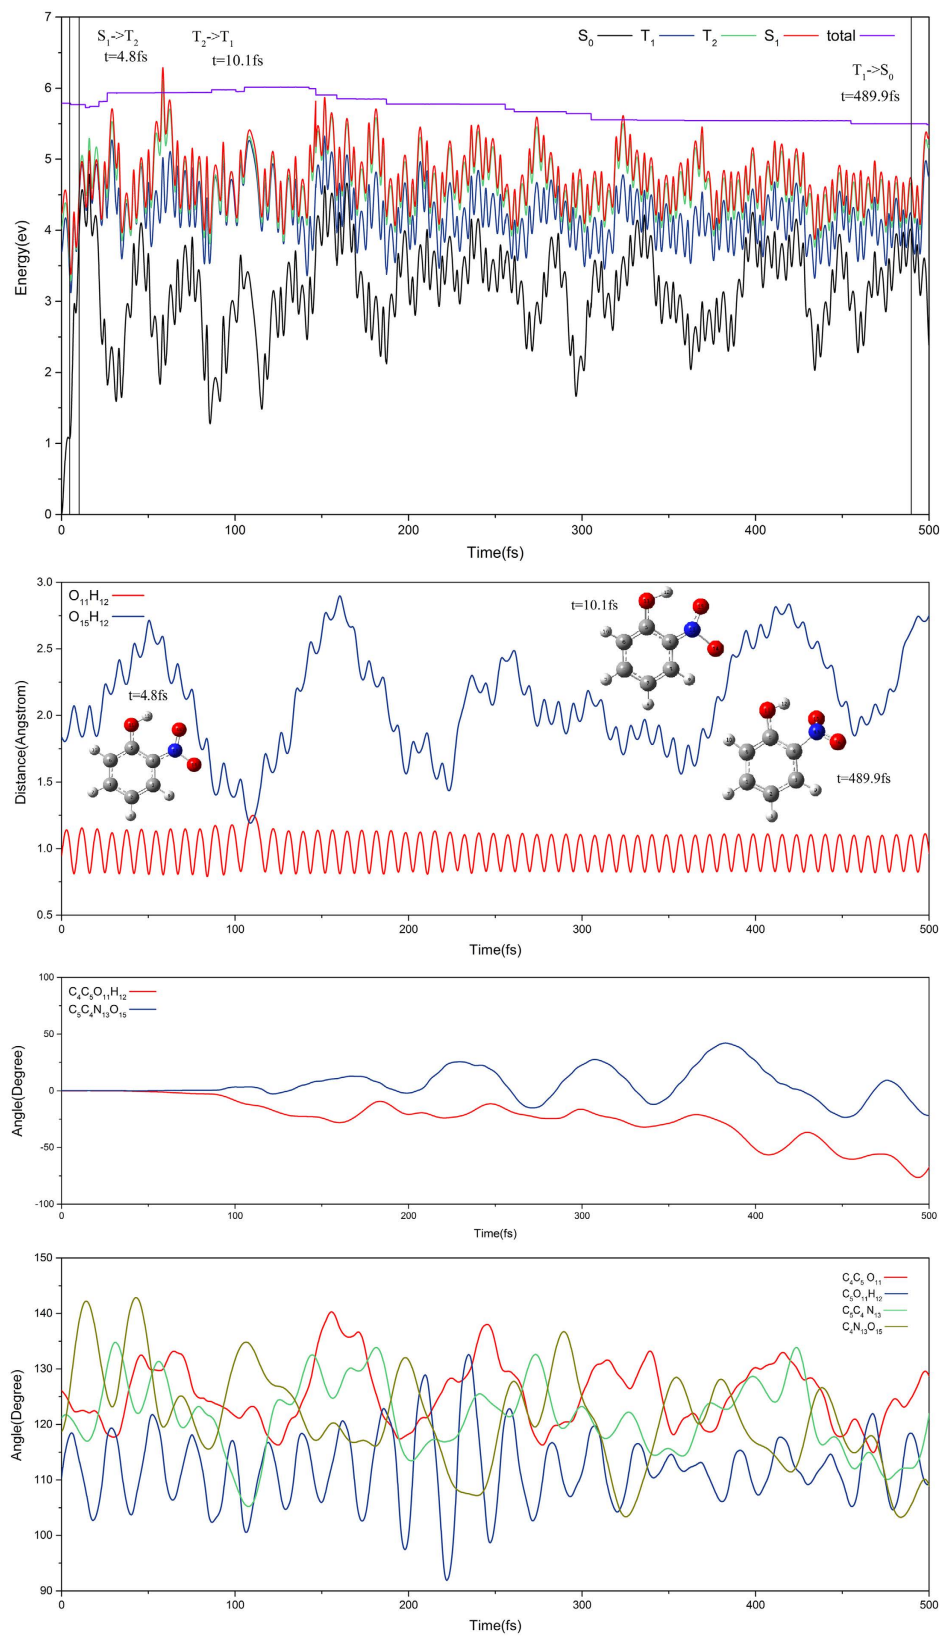 S₁->T₂
t=4.8fs
T₂->T₁
t=10.1fs
S₀ T₁ T₂ S₁ total
T₁->S₀
t=489.9fs
Energy(ev)
7
6
5
4
3
2
1
0
0 100 200 300 400 500
Time(fs)
O₁₁H₁₂
O₁₅H₁₂
t=4.8fs
t=10.1fs
t=489.9fs
Distance(Angstrom)
3.0
2.5
2.0
1.5
1.0
0.5
0 100 200 300 400 500
Time(fs)
C₄C₅O₁₁H₁₂
C₅C₄N₁₃O₁₅
Angle(Degree)
100
50
0
-50
-100
0 100 200 300 400 500
Time(fs)
C₄C₅ O₁₁
C₅O₁₁H₁₂
C₅C₄ N₁₃
C₄N₁₃O₁₅
Angle(Degree)
150
140
130
120
110
100
90
0 100 200 300 400 500
Time(fs)